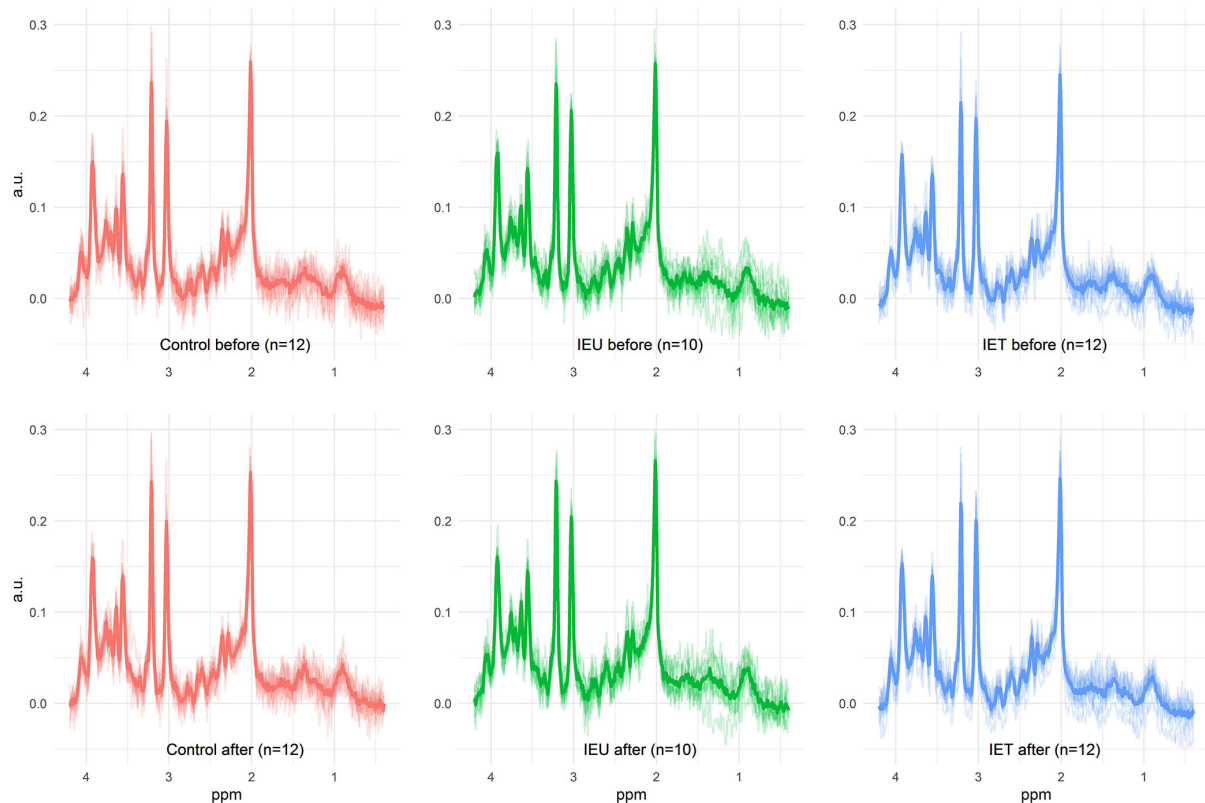 0.3
0.2
0.1
0.0
a.u.
Control before (n=12)
4 3 2 1
0.3
0.2
0.1
0.0
IEU before (n=10)
4 3 2 1
0.3
0.2
0.1
0.0
IET before (n=12)
4 3 2 1
0.3
0.2
0.1
0.0
a.u.
Control after (n=12)
4 3 2 1
ppm
0.3
0.2
0.1
0.0
IEU after (n=10)
4 3 2 1
ppm
0.3
0.2
0.1
0.0
IET after (n=12)
4 3 2 1
ppm